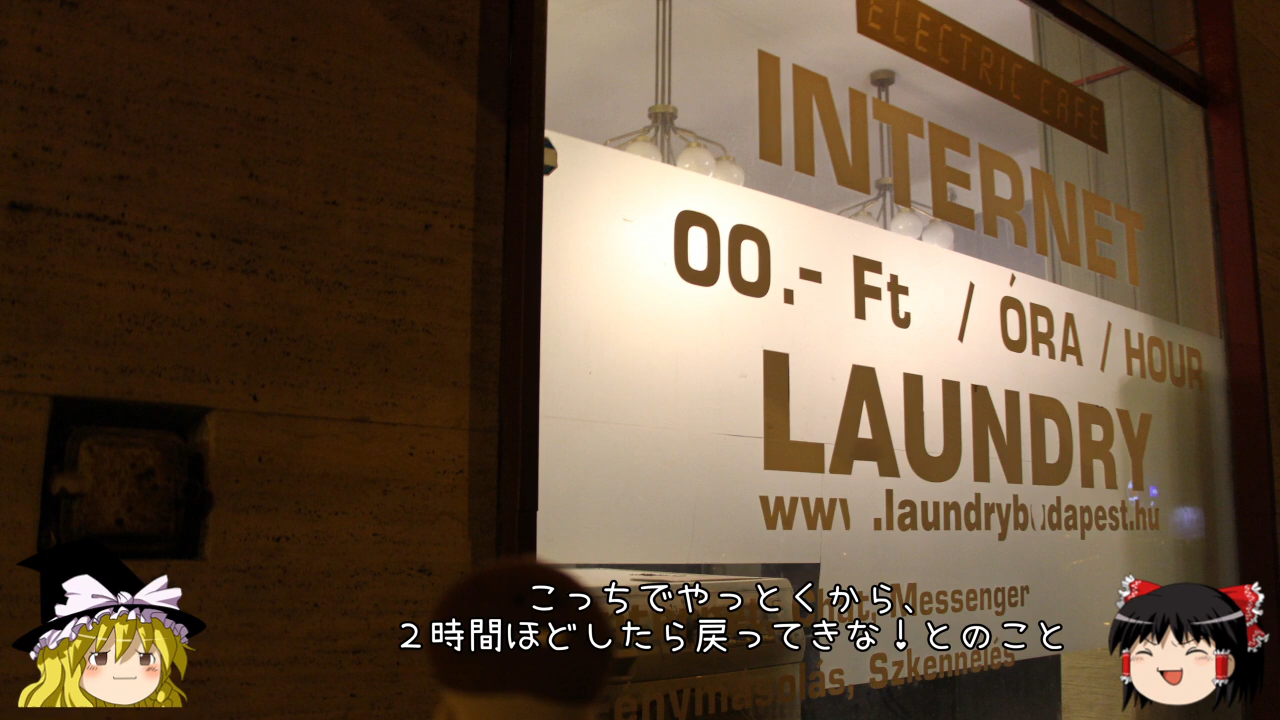 ELECTRIC CAFE
INTERNET
00.- Ft / ÓRA / HOUR
LAUNDRY
www.laundrybudapest.hu
Messenger
Szkennelés
こっちでやっとくから、
２時間ほどしたら戻ってきな！とのこと